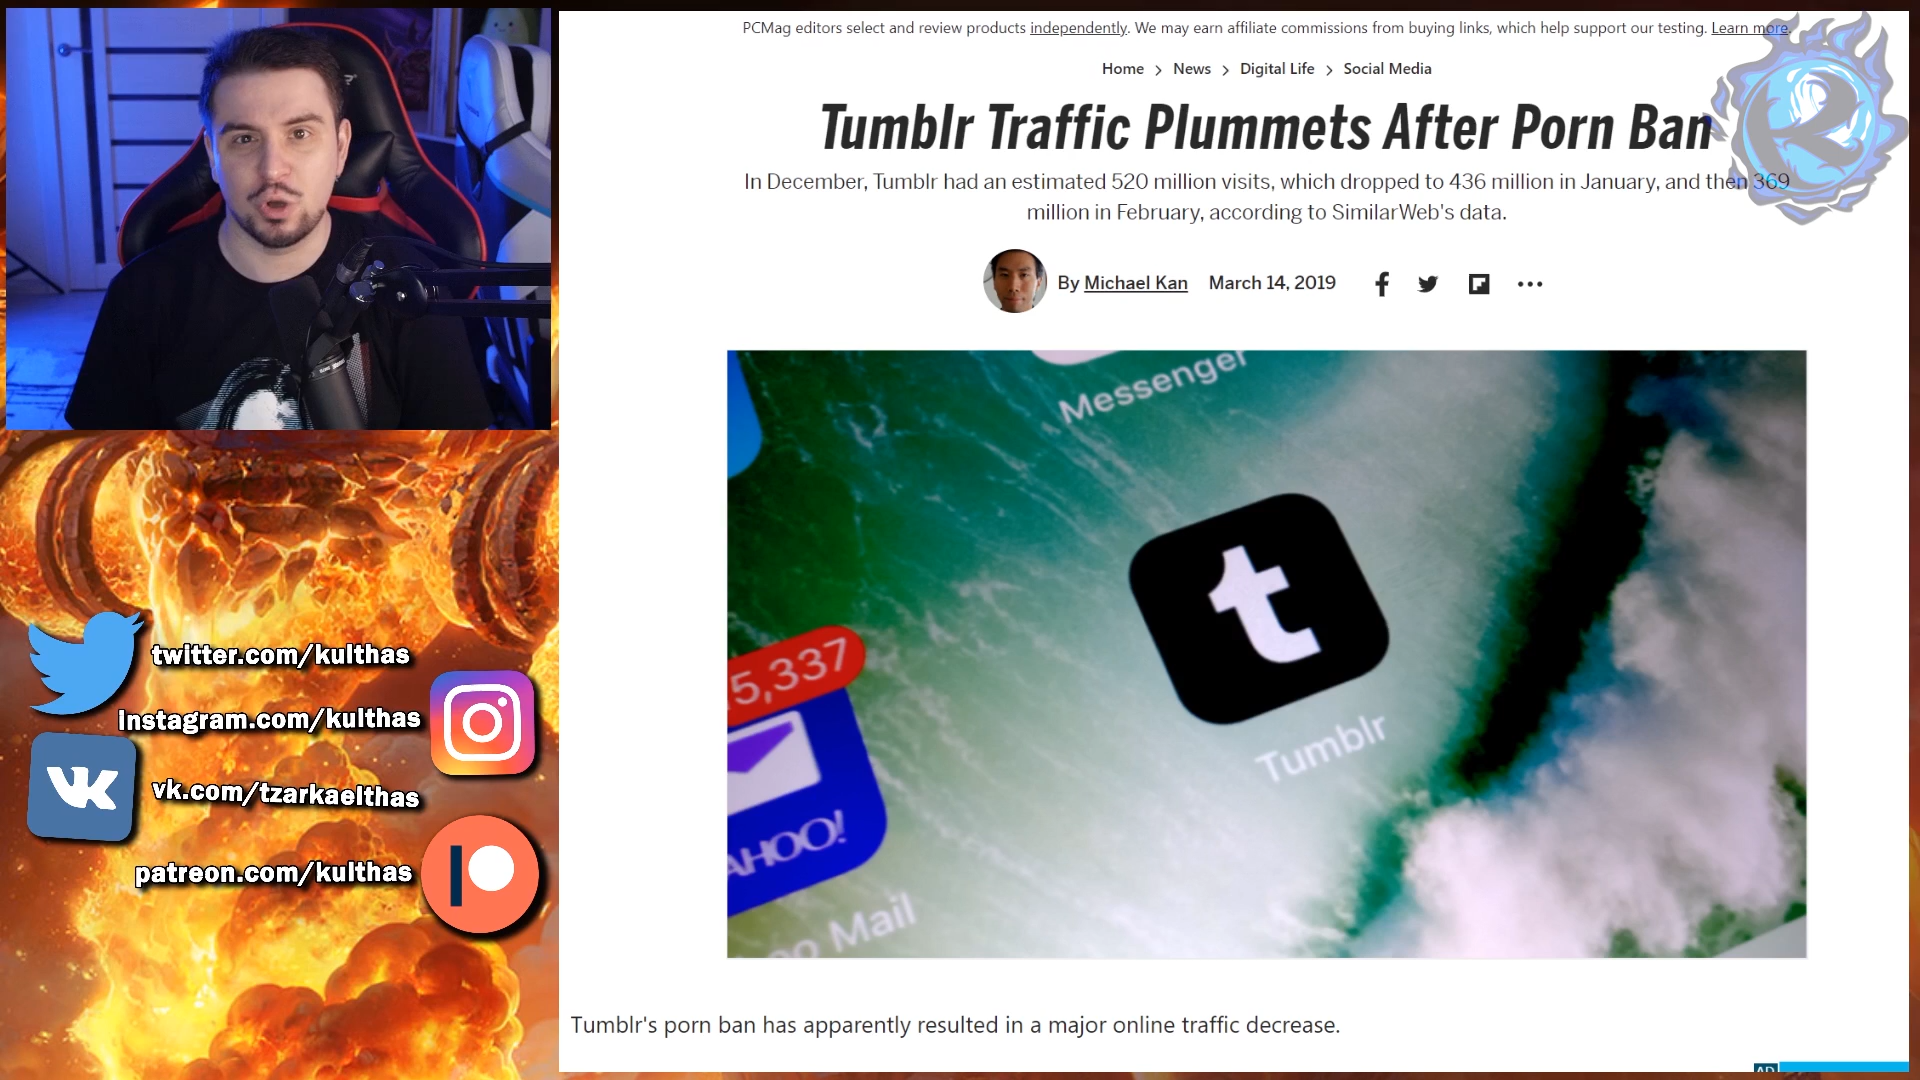 PCMag editors select and review products independently. We may earn affiliate commissions from buying links, which help support our testing. Learn more.
Home > News > Digital Life > Social Media
Tumblr Traffic Plummets After Porn Ban
In December, Tumblr had an estimated 520 million visits, which dropped to 436 million in January, and then 369
million in February, according to SimilarWeb's data.
By Michael Kan March 14, 2019
Messenger
Tumblr
5,337
AHOO!
oo Mail
Tumblr's porn ban has apparently resulted in a major online traffic decrease.
AD
twitter.com/kulthas
instagram.com/kulthas
vk.com/tzarkaelthas
patreon.com/kulthas